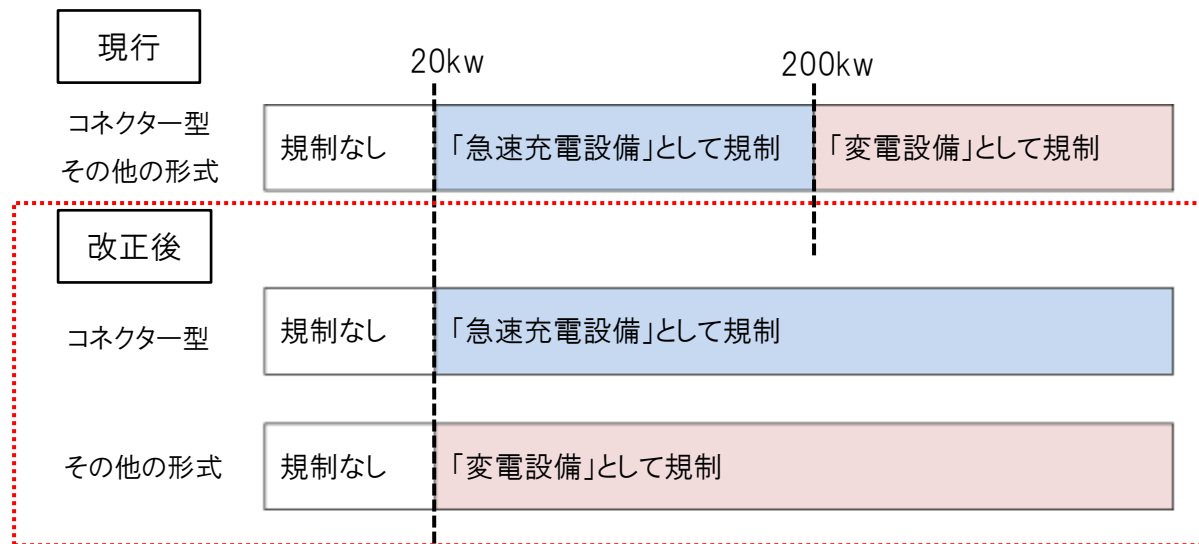 現行
20kw
200kw
コネクター型
その他の形式
規制なし
「急速充電設備」として規制
「変電設備」として規制
改正後
コネクター型
規制なし
「急速充電設備」として規制
その他の形式
規制なし
「変電設備」として規制